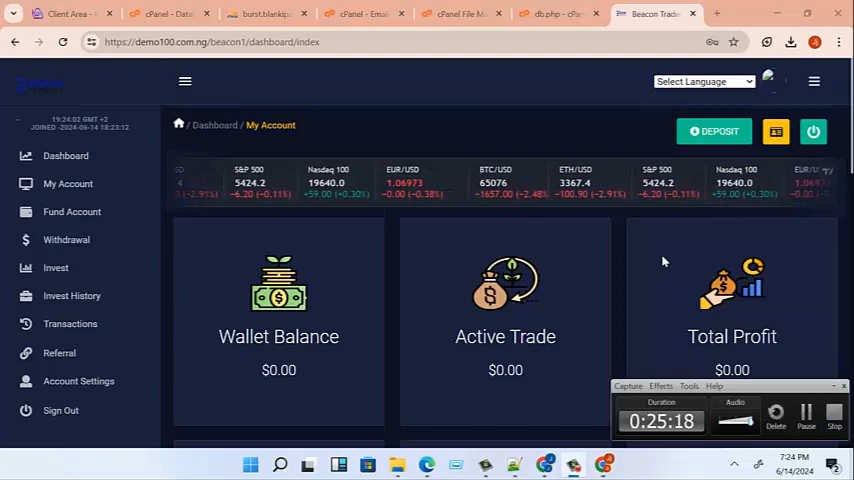 Client Area -
cPanel - Datab
burst.blankip
cPanel - Email
cPanel File Ma
db.php - cPan
Beacon Trade
https://demo100.com.ng/beacon1/dashboard/index
Select Language
19:24:02 GMT +2
JOINED -2024-06-14 18:23:12
/ Dashboard / My Account
DEPOSIT
S&P 500
Nasdaq 100
EUR/USD
BTC/USD
ETH/USD
S&P 500
Nasdaq 100
5424.2
19640.0
1.06973
65076
3367.4
5424.2
19640.0
(-2.91%)
−6.20 (−0.11%)
+59.00 (+0.30%)
−0.00 (−0.38%)
−1657.00 (−2.48%
−100.90 (−2.91%)
−6.20 (−0.11%)
+59.00 (+0.30%)
Dashboard
My Account
Fund Account
Withdrawal
Invest
Invest History
Transactions
Referral
Account Settings
Sign Out
Wallet Balance
$0.00
Active Trade
$0.00
Total Profit
$0.00
Capture Effects Tools Help
Duration
0:25:18
Audio
Delete
Pause
Stop
7:24 PM
6/14/2024